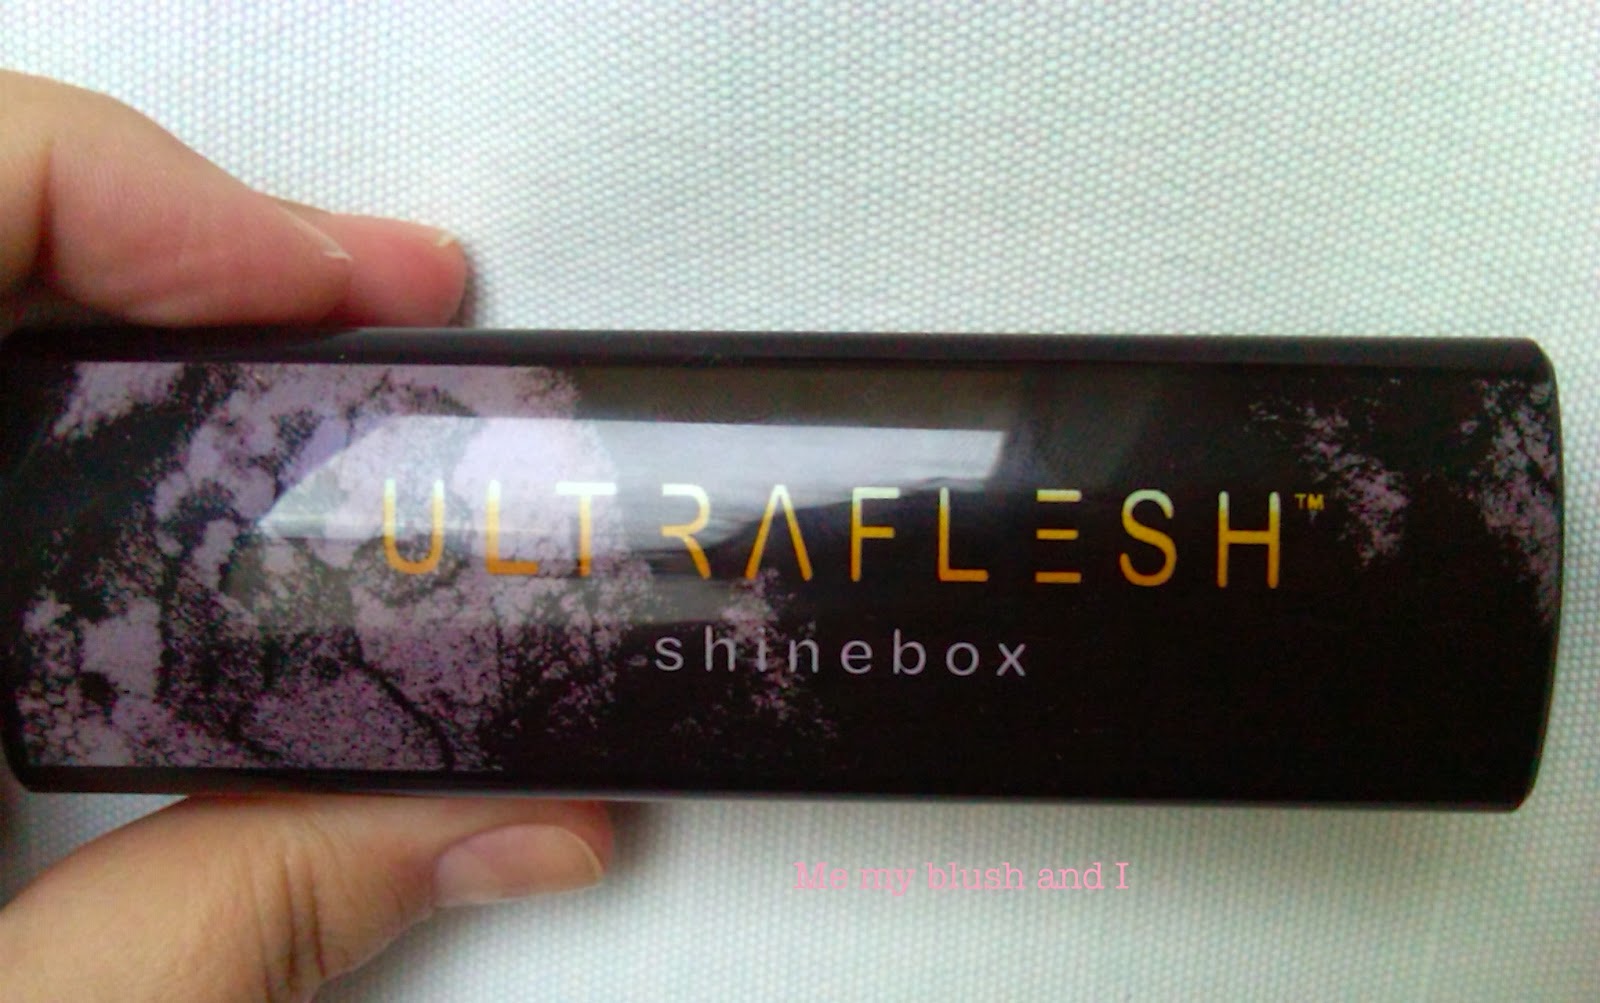 ULTRAFLESH™
shinebox
Me my blush and I